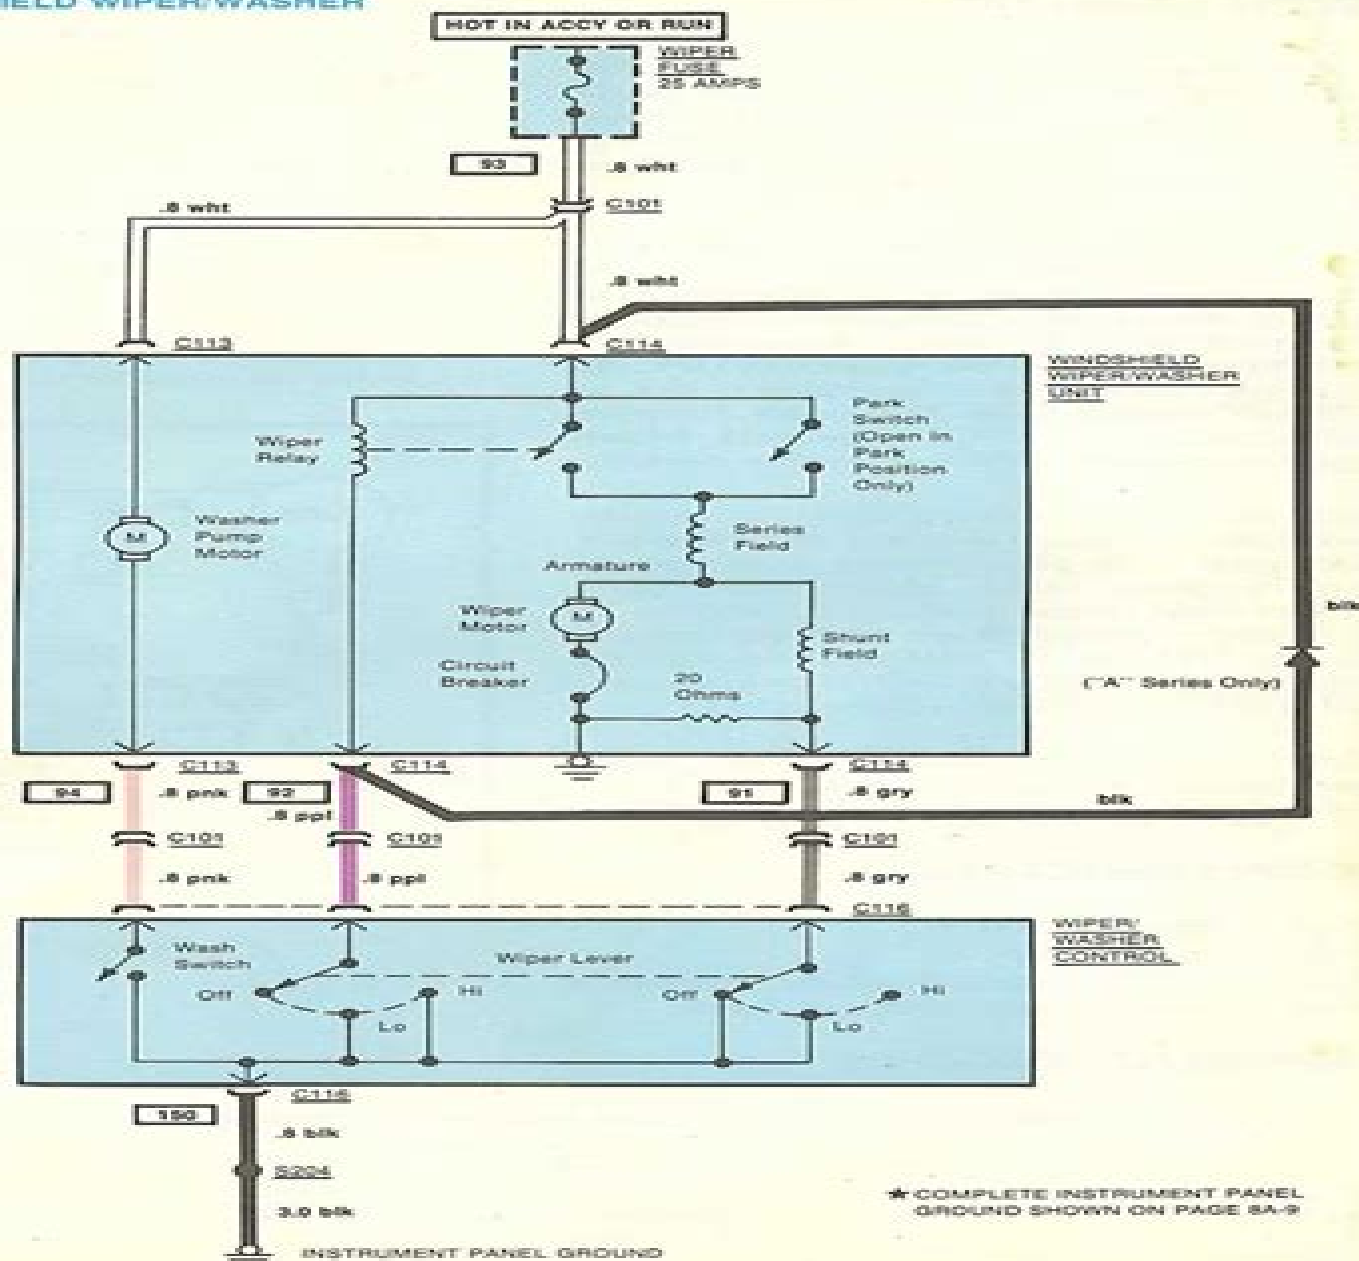 WIPER/WASHER
HOT IN ACCY OR RUN
WIPER
FUSE
25 AMPS
93
.8 wht
C101
.8 wht
.8 wht
C113
C114
WINDSHIELD
WIPER/WASHER
UNIT
Wiper
Relay
Park
Switch
(Open In
Park
Position
Only)
Washer
Pump
Motor
M
Series
Field
Armature
Wiper
Motor
M
Shunt
Field
Circuit
Breaker
20
Ohms
blk
("A" Series Only)
C113
C114
C114
94
.8 pnk
92
.8 ppl
91
.8 gry
blk
C101
C101
C101
.8 pnk
.8 ppl
.8 gry
C116
WIPER/
WASHER
CONTROL
Wash
Switch
Wiper Lever
Off
Hi
Lo
Off
Hi
Lo
150
.8 blk
S204
3.0 blk
★ COMPLETE INSTRUMENT PANEL
GROUND SHOWN ON PAGE 8A-9
INSTRUMENT PANEL GROUND